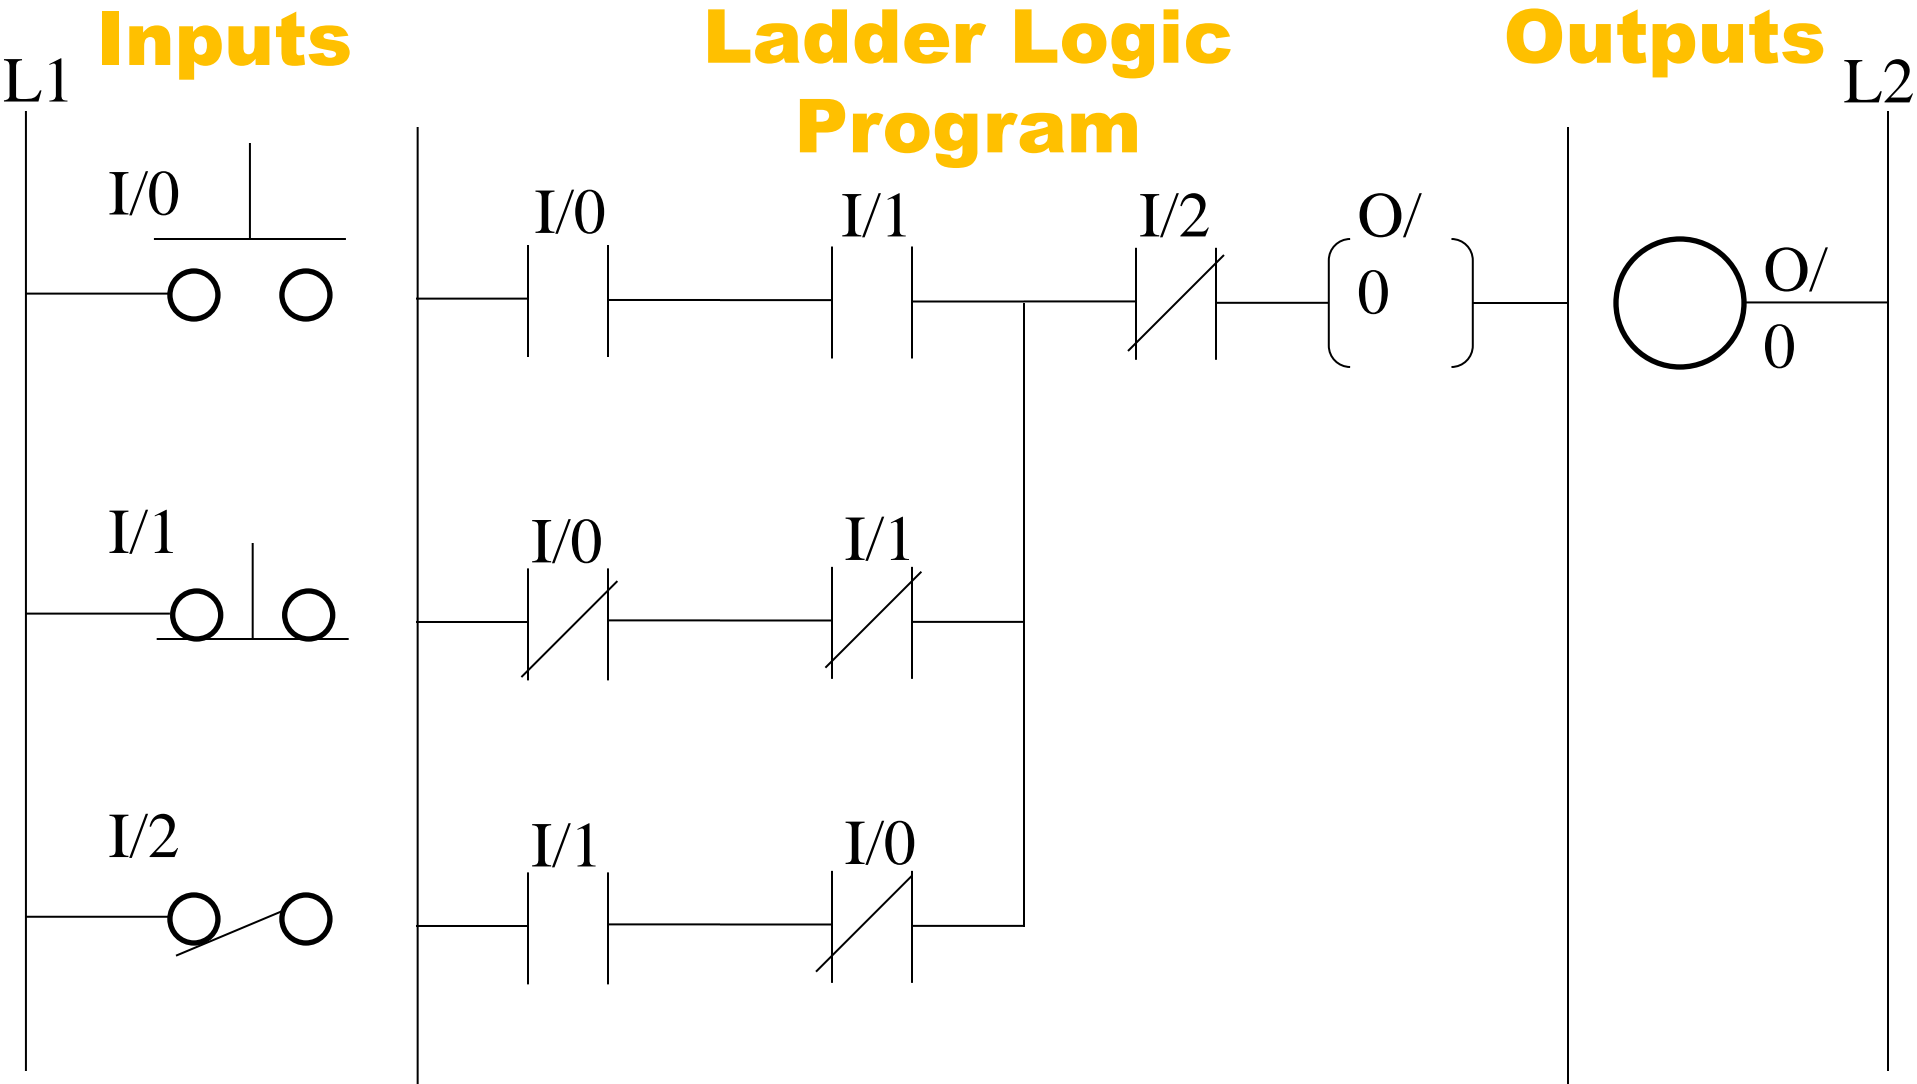 Inputs
Ladder Logic
Program
Outputs
L1
L2
I/0
I/0
I/1
I/2
O/
0
O/
0
I/1
I/0
I/1
I/2
I/1
I/0